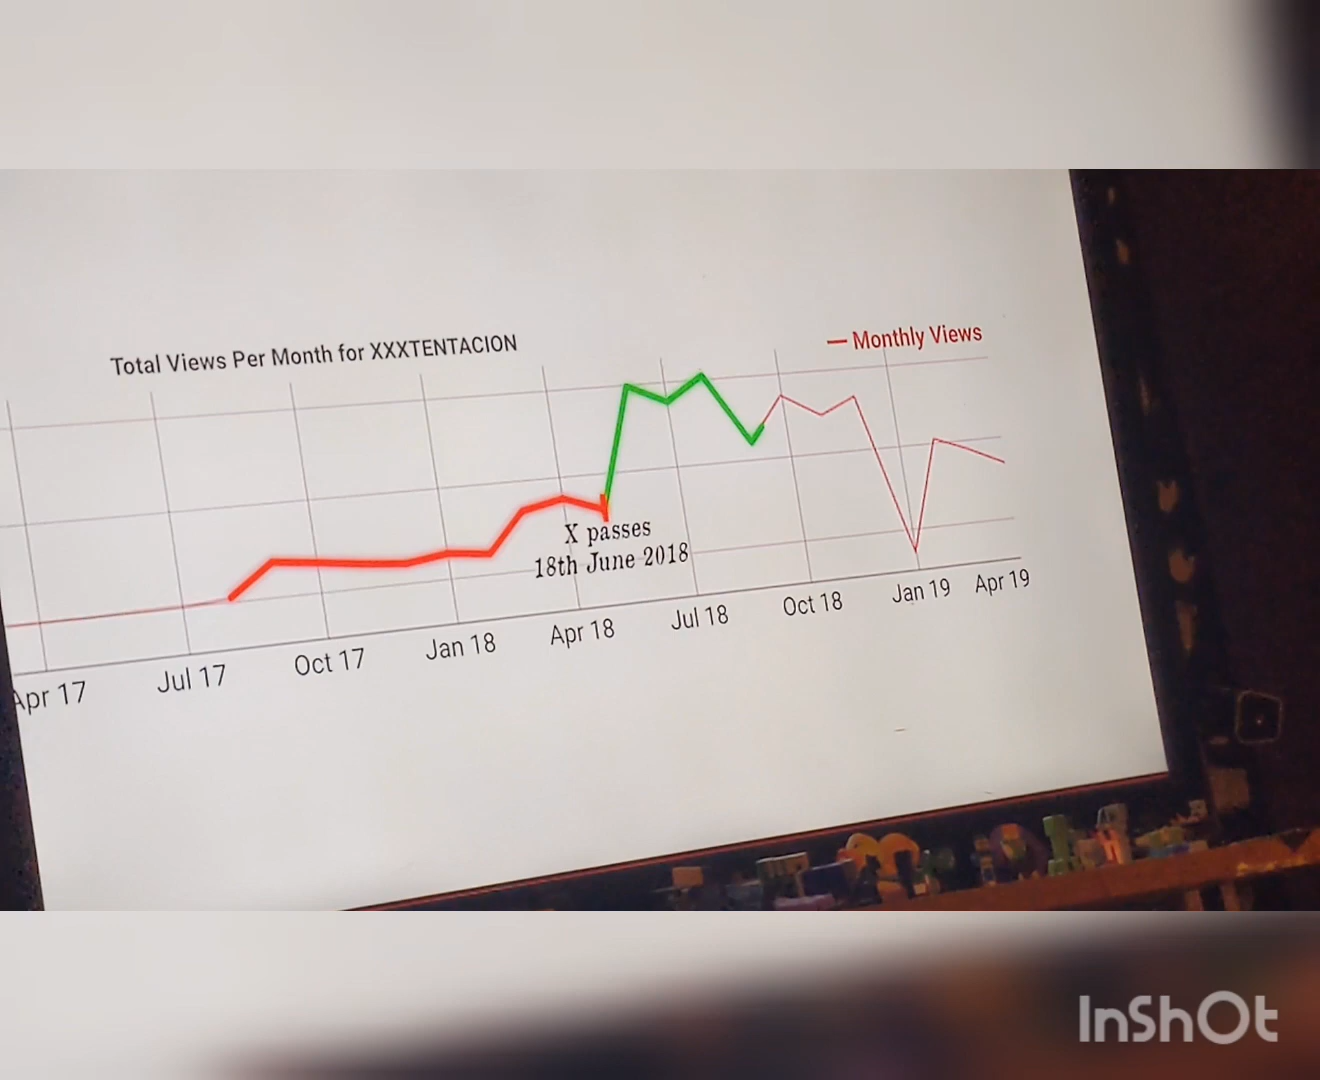 Total Views Per Month for XXXTENTACION
Monthly Views
X passes
18th June 2018
Apr 17
Jul 17
Oct 17
Jan 18
Apr 18
Jul 18
Oct 18
Jan 19
Apr 19
InShOt